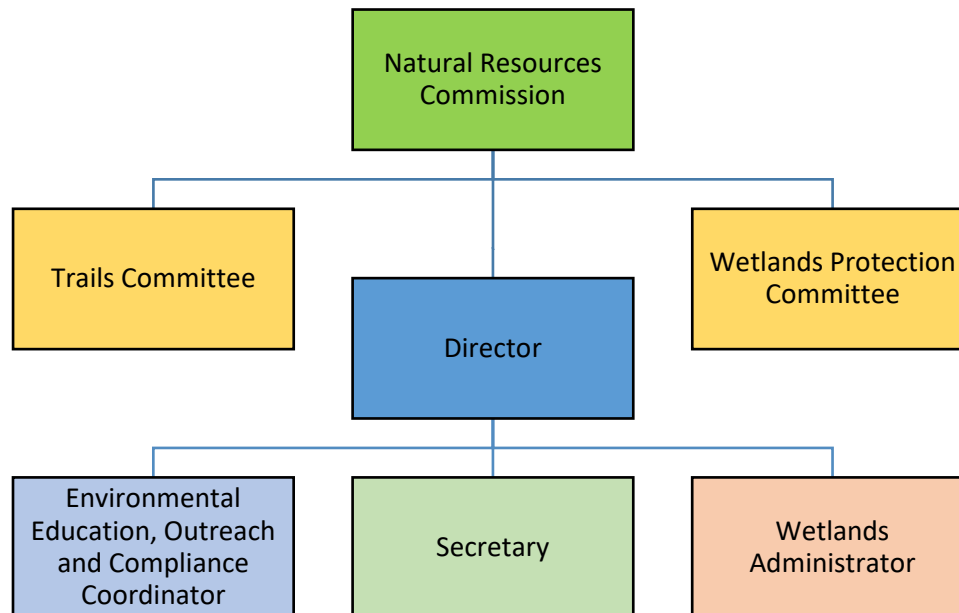 Natural Resources
Commission
Trails Committee
Wetlands Protection
Committee
Director
Environmental
Education, Outreach
and Compliance
Coordinator
Secretary
Wetlands
Administrator